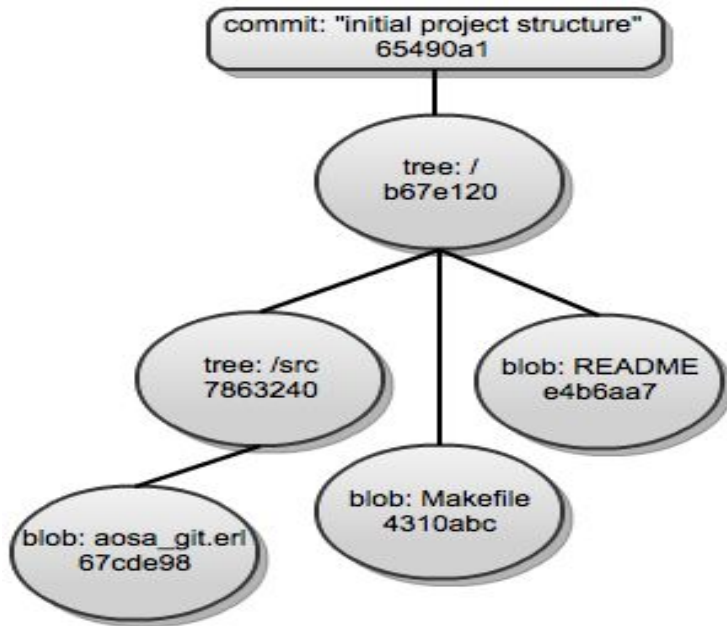 commit: "initial project structure"
65490a1
tree: /
b67e120
tree: /src
7863240
blob: README
e4b6aa7
blob: Makefile
4310abc
blob: aosa_git.erl
67cde98